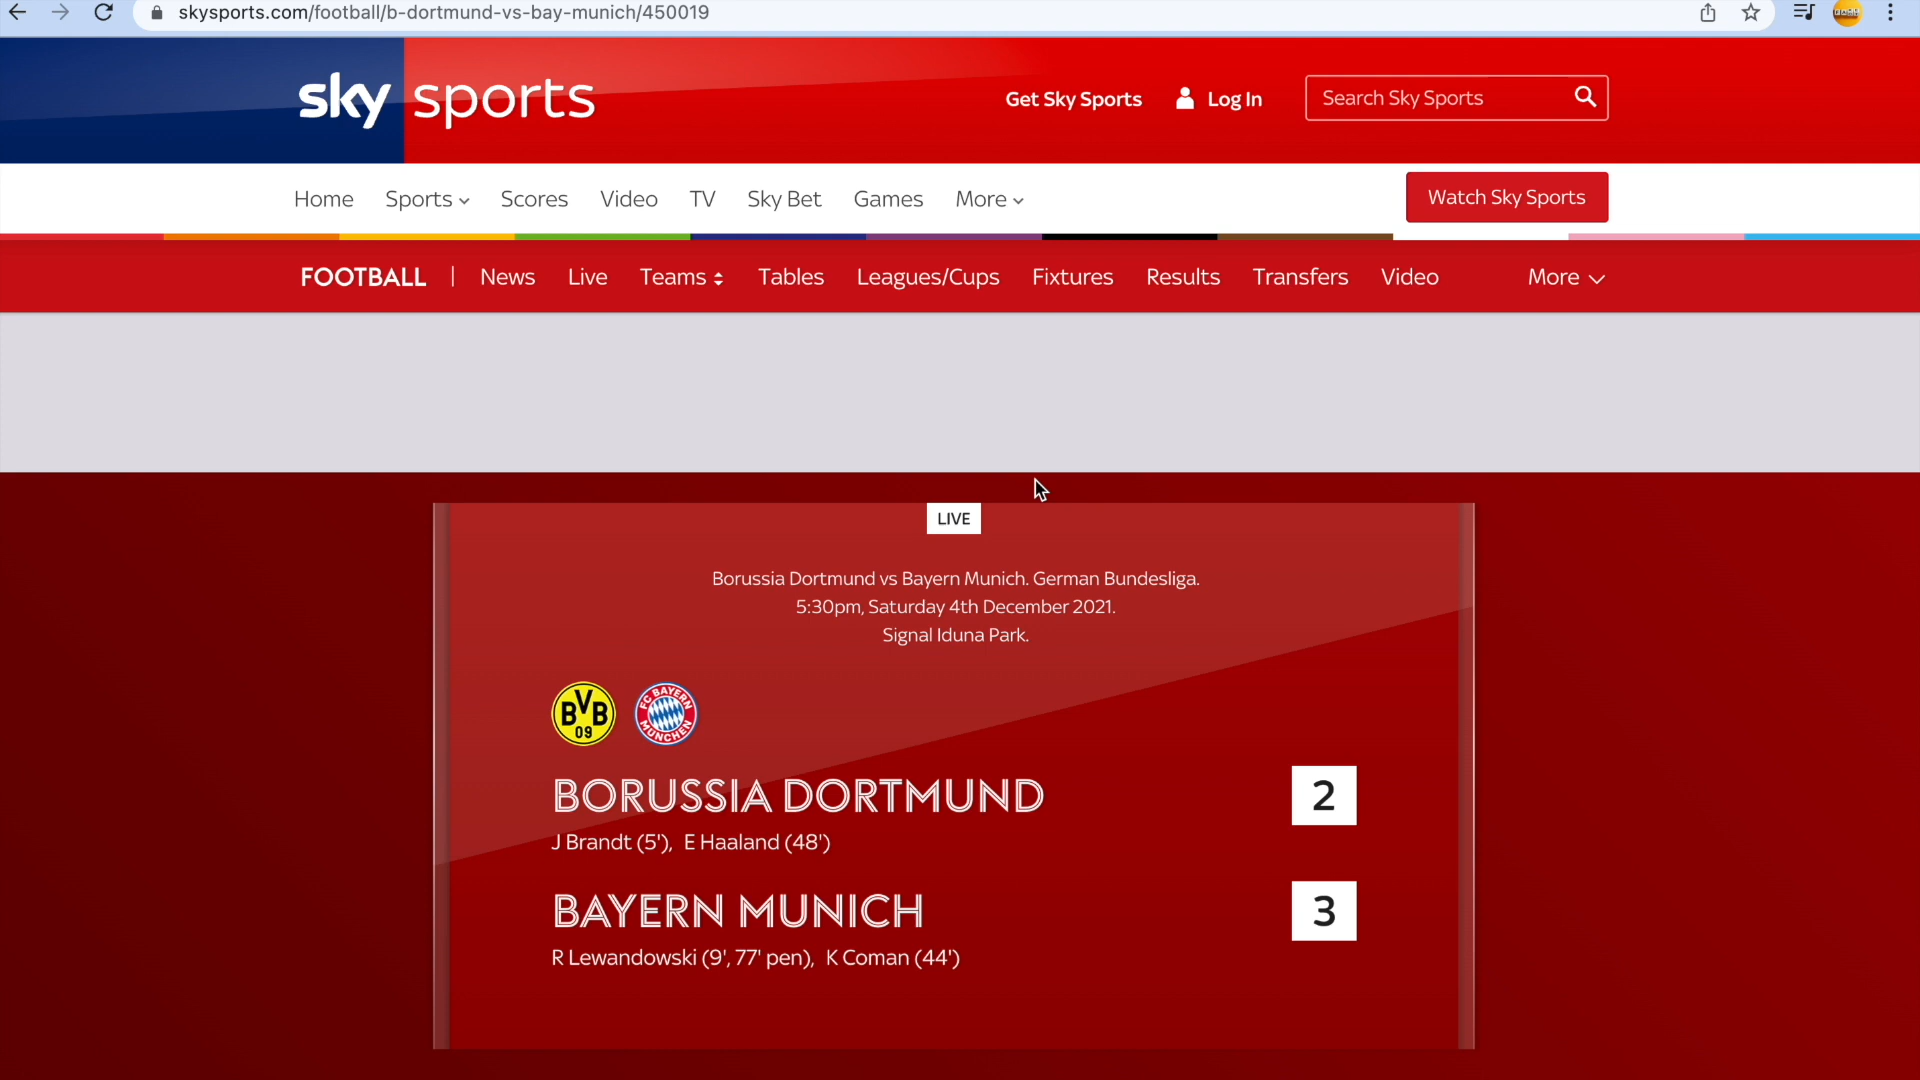 skysports.com/football/b-dortmund-vs-bay-munich/450019
sky sports
Get Sky Sports
Log In
Search Sky Sports
Home
Sports
Scores
Video
TV
Sky Bet
Games
More
Watch Sky Sports
FOOTBALL
|
News
Live
Teams
Tables
Leagues/Cups
Fixtures
Results
Transfers
Video
More
LIVE
Borussia Dortmund vs Bayern Munich. German Bundesliga.
5:30pm, Saturday 4th December 2021.
Signal Iduna Park.
BVB
09
FC BAYERN
MÜNCHEN
BORUSSIA DORTMUND
2
J Brandt (5'), E Haaland (48')
BAYERN MUNICH
3
R Lewandowski (9', 77' pen), K Coman (44')